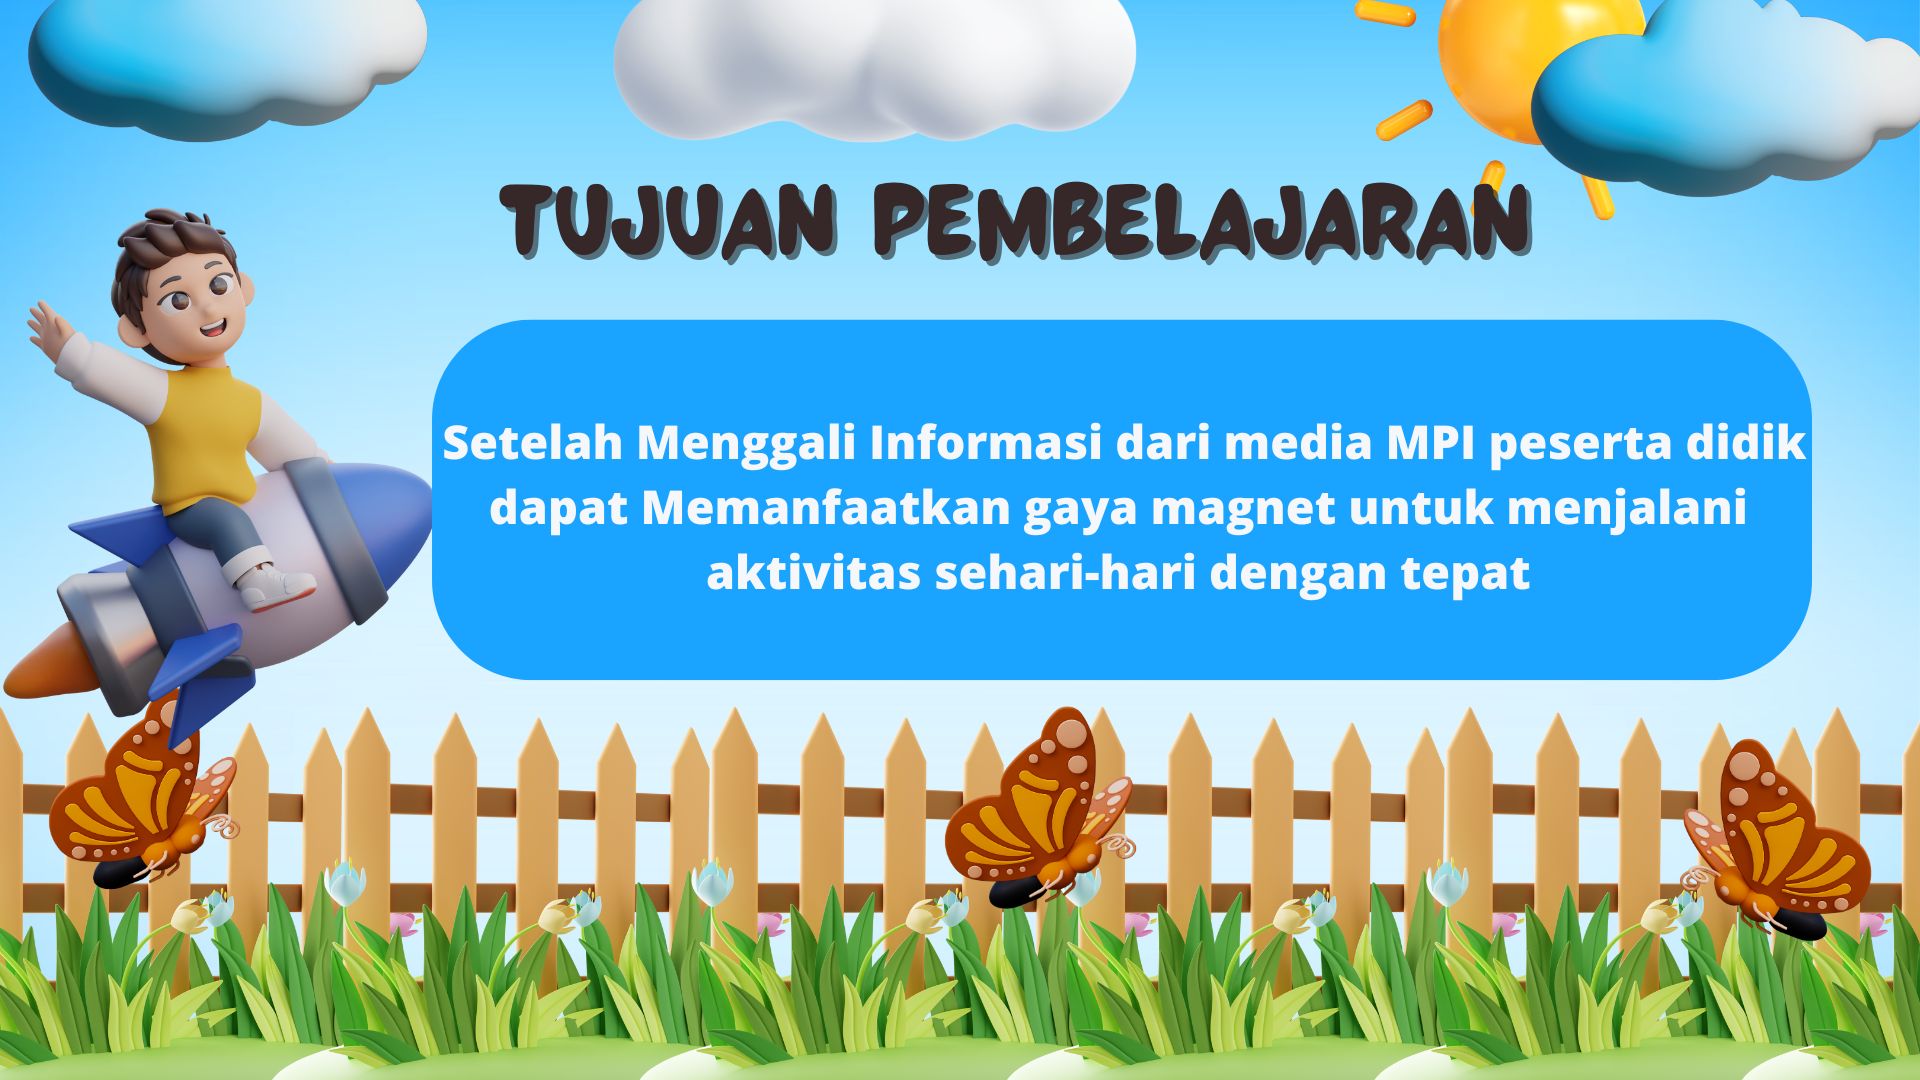 TUJUAN PEMBELAJARAN
Setelah Menggali Informasi dari media MPI peserta didik
dapat Memanfaatkan gaya magnet untuk menjalani
aktivitas sehari-hari dengan tepat